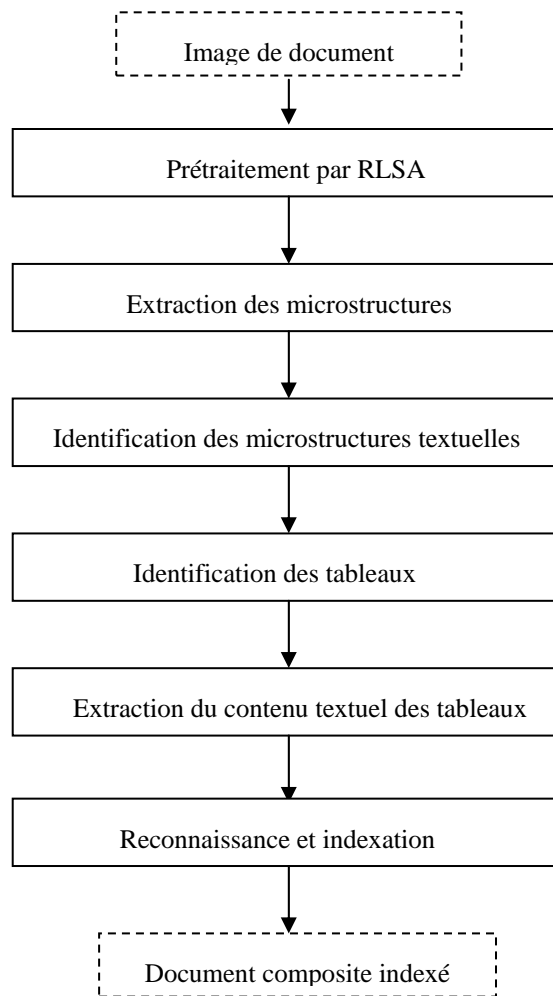 Image de document
Prétraitement par RLSA
Extraction des microstructures
Identification des microstructures textuelles
Identification des tableaux
Extraction du contenu textuel des tableaux
Reconnaissance et indexation
Document composite indexé